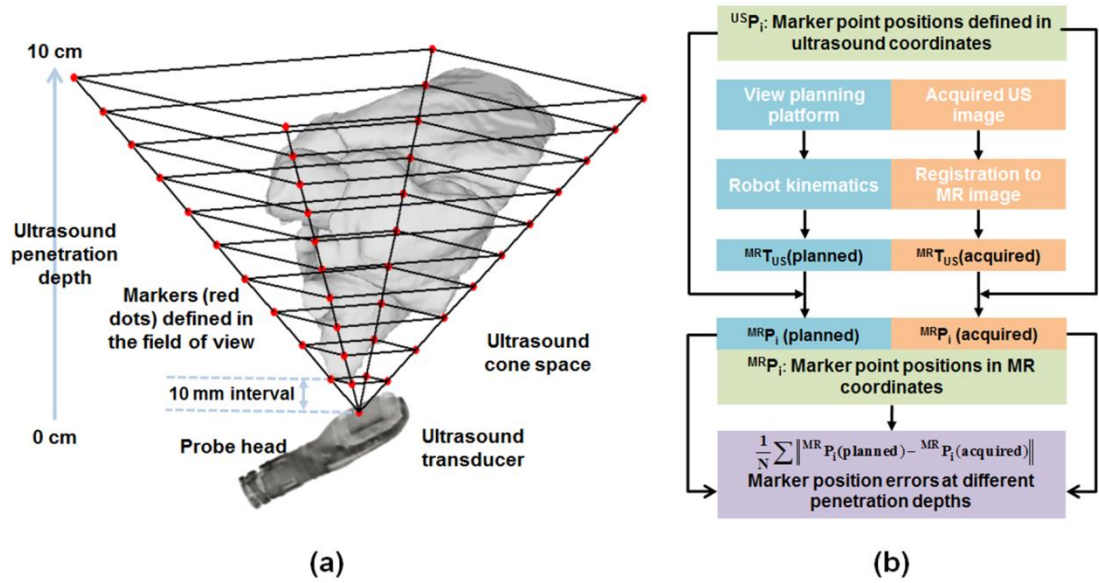 10 cm
Ultrasound
penetration
depth
Markers (red
dots) defined in
the field of view
Ultrasound
cone space
10 mm interval
0 cm
Probe head
Ultrasound
transducer
(a)
USPi: Marker point positions defined in
ultrasound coordinates
View planning
platform
Acquired US
image
Robot kinematics
Registration to
MR image
MRTUS(planned)
MRTUS(acquired)
MRPi (planned)
MRPi (acquired)
MRPi: Marker point positions in MR
coordinates
1/N ∑ ‖MRPi(planned) − MRPi(acquired)‖
Marker position errors at different
penetration depths
(b)